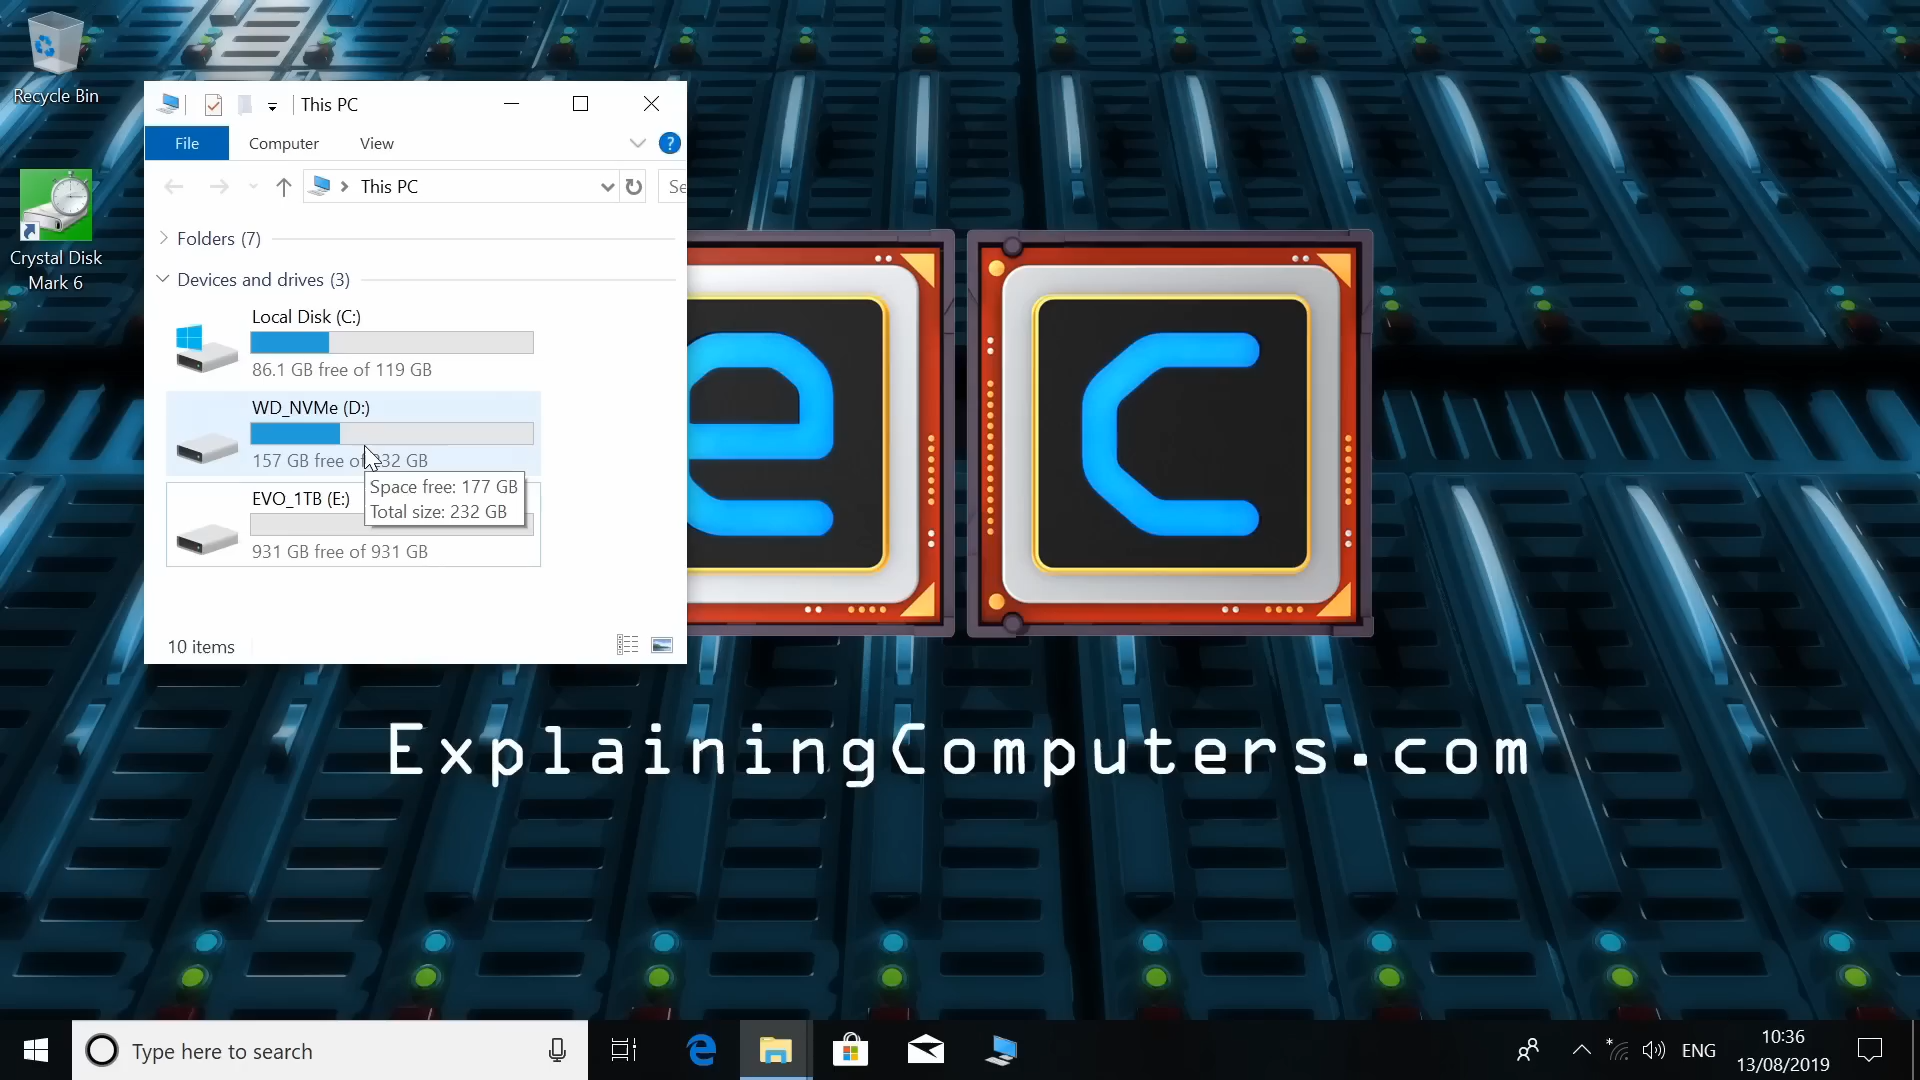 Recycle Bin
Crystal Disk
Mark 6
This PC
File
Computer
View
?
This PC
Se
Folders (7)
Devices and drives (3)
Local Disk (C:)
86.1 GB free of 119 GB
WD_NVMe (D:)
157 GB free of 232 GB
Space free: 177 GB
Total size: 232 GB
EVO_1TB (E:)
931 GB free of 931 GB
10 items
e c
ExplainingComputers.com
Type here to search
ENG
10:36
13/08/2019